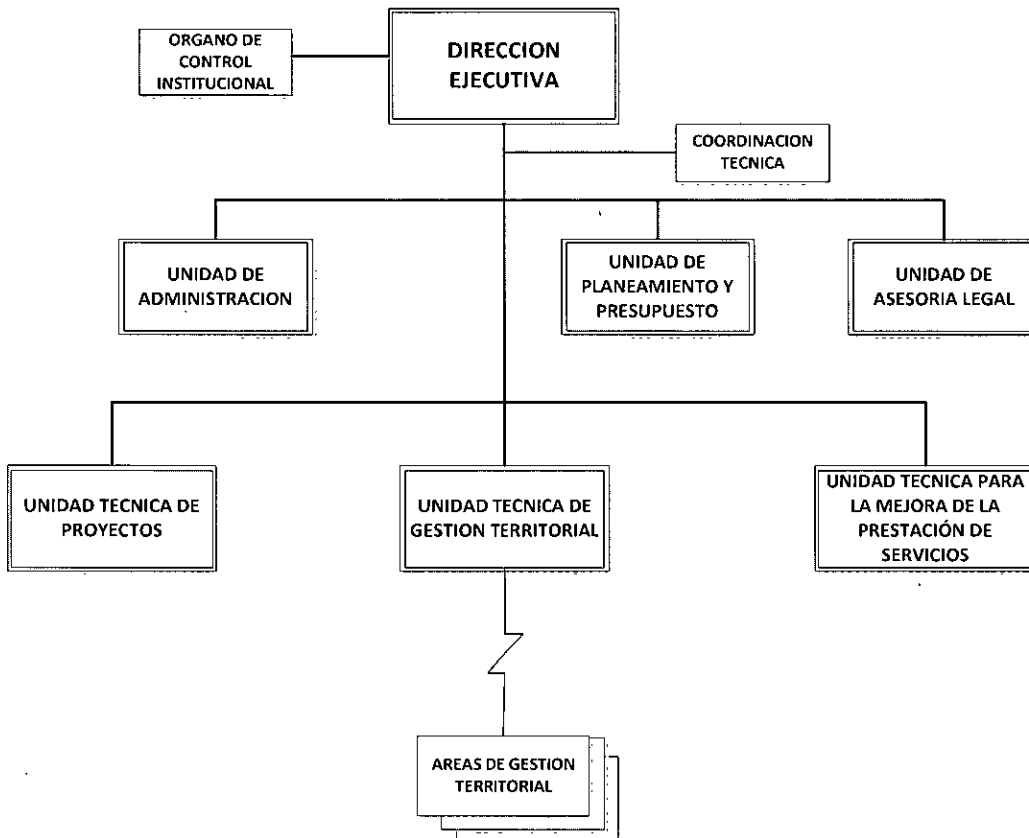 ORGANO DE
CONTROL
INSTITUCIONAL
DIRECCION
EJECUTIVA
COORDINACION
TECNICA
UNIDAD DE
ADMINISTRACION
UNIDAD DE
PLANEAMIENTO Y
PRESUPUESTO
UNIDAD DE
ASESORIA LEGAL
UNIDAD TECNICA DE
PROYECTOS
UNIDAD TECNICA DE
GESTION TERRITORIAL
UNIDAD TECNICA PARA
LA MEJORA DE LA
PRESTACIÓN DE
SERVICIOS
AREAS DE GESTION
TERRITORIAL